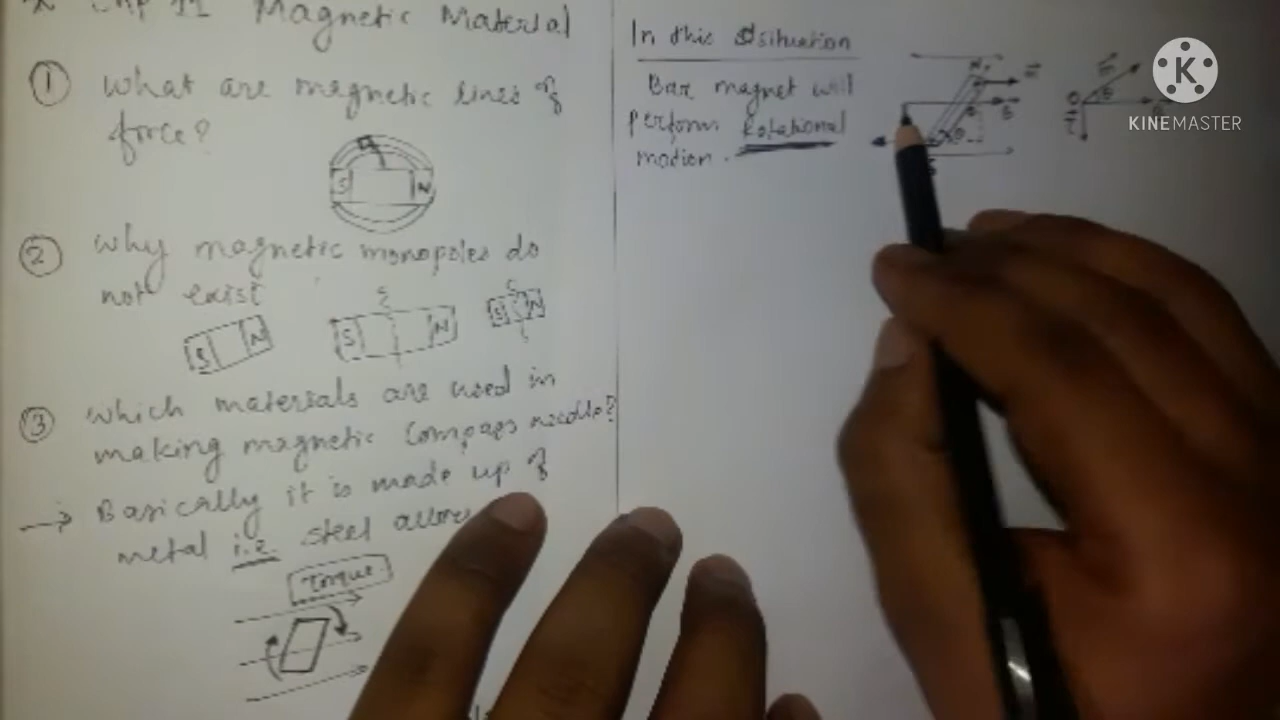 Chp 11 Magnetic Material
① What are magnetic lines of
force?
S N
② Why magnetic monopoles do
not exist
S N
S N
S N
③ Which materials are used in
making magnetic compass needle?
→ Basically it is made up of
metal i.e. steel alloy
Torque
In this situation
Bar magnet will
perform Rotational
motion.
N
S
θ
K
KINEMASTER